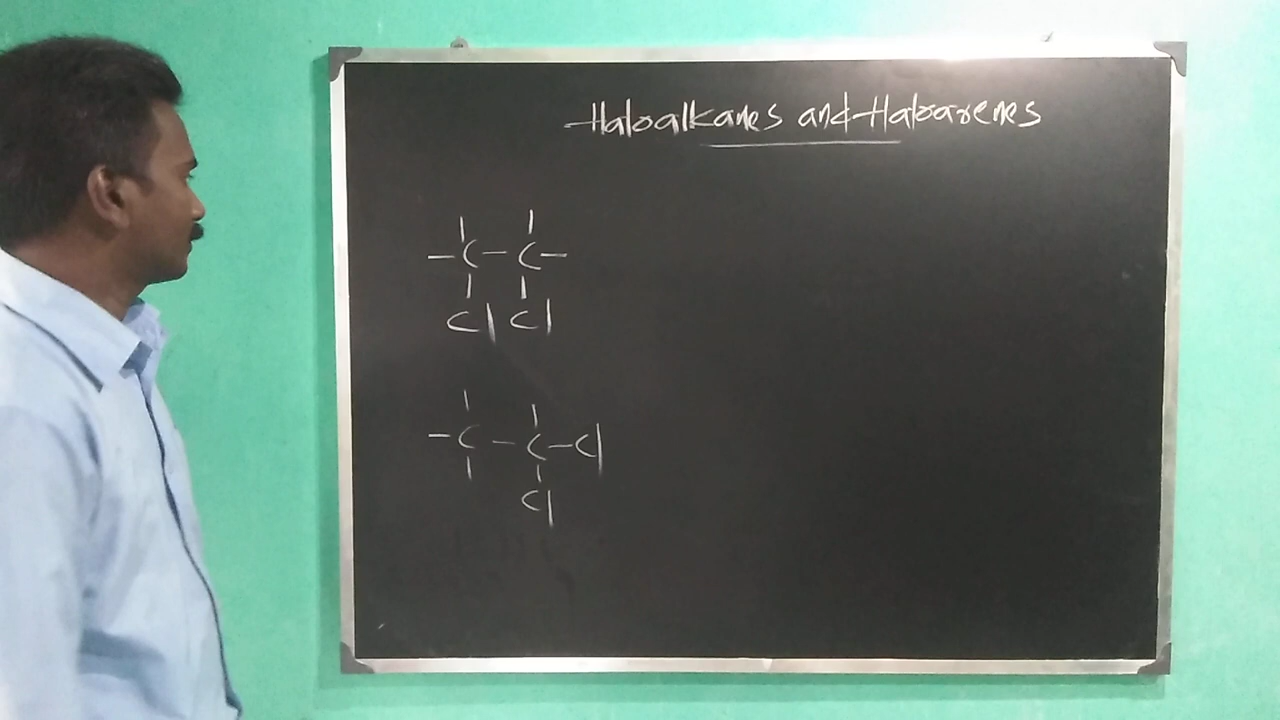 Haloalkanes and Haloarenes
| |
-C-C-
| |
Cl Cl
| |
-C-C-Cl
| |
Cl